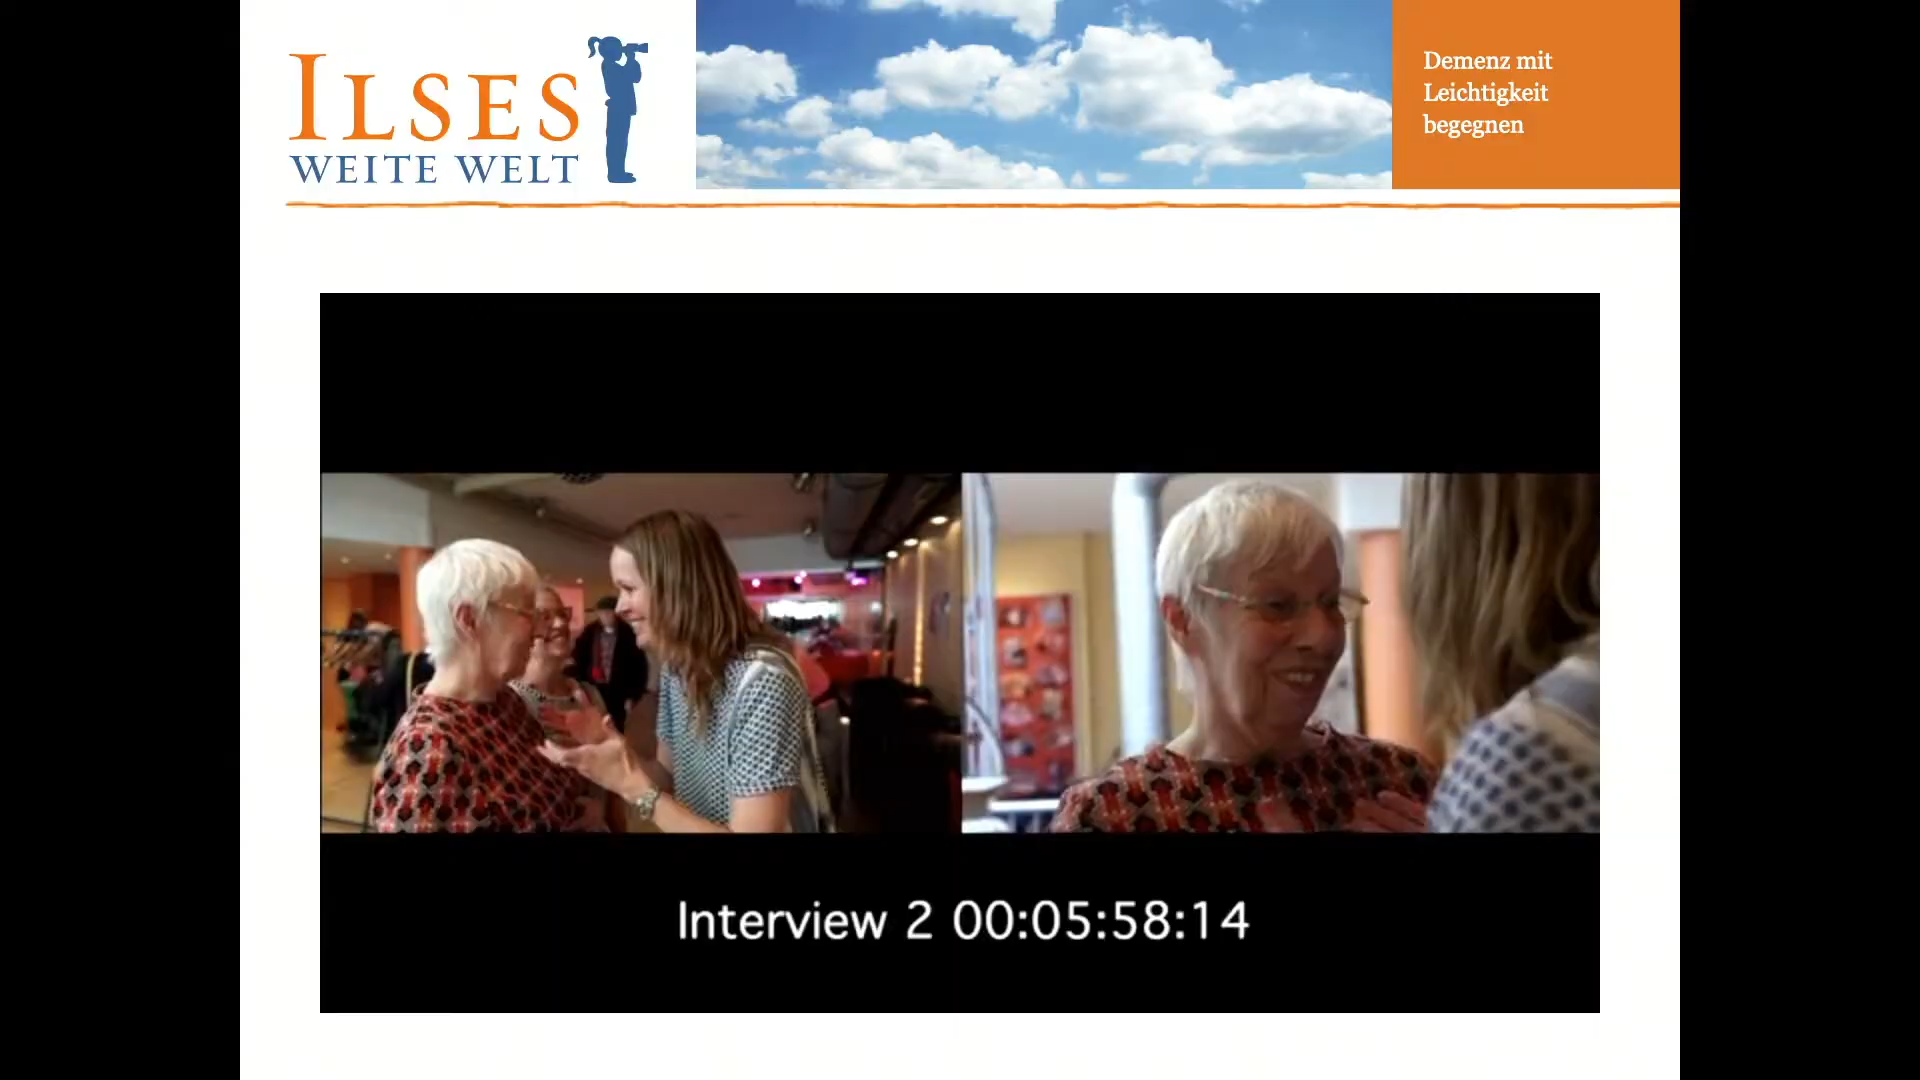 ILSES
WEITE WELT
Demenz mit
Leichtigkeit
begegnen
Interview 2 00:05:58:14